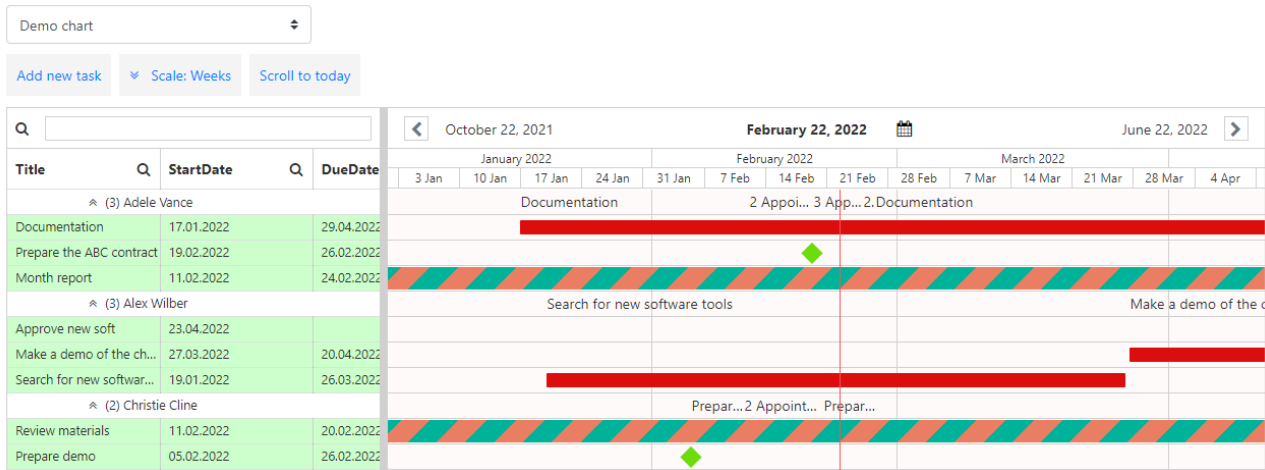 Demo chart
Add new task Scale: Weeks Scroll to today
October 22, 2021 February 22, 2022 June 22, 2022
Title StartDate DueDate
January 2022 February 2022 March 2022
3 Jan 10 Jan 17 Jan 24 Jan 31 Jan 7 Feb 14 Feb 21 Feb 28 Feb 7 Mar 14 Mar 21 Mar 28 Mar 4 Apr
(3) Adele Vance Documentation 2 Appoi... 3 App... 2. Documentation
Documentation 17.01.2022 29.04.2022
Prepare the ABC contract 19.02.2022 26.02.2022
Month report 11.02.2022 24.02.2022
(3) Alex Wilber Search for new software tools Make a demo of the c
Approve new soft 23.04.2022
Make a demo of the ch... 27.03.2022 20.04.2022
Search for new softwar... 19.01.2022 26.03.2022
(2) Christie Cline Prepar... 2 Appoint... Prepar...
Review materials 11.02.2022 20.02.2022
Prepare demo 05.02.2022 26.02.2022